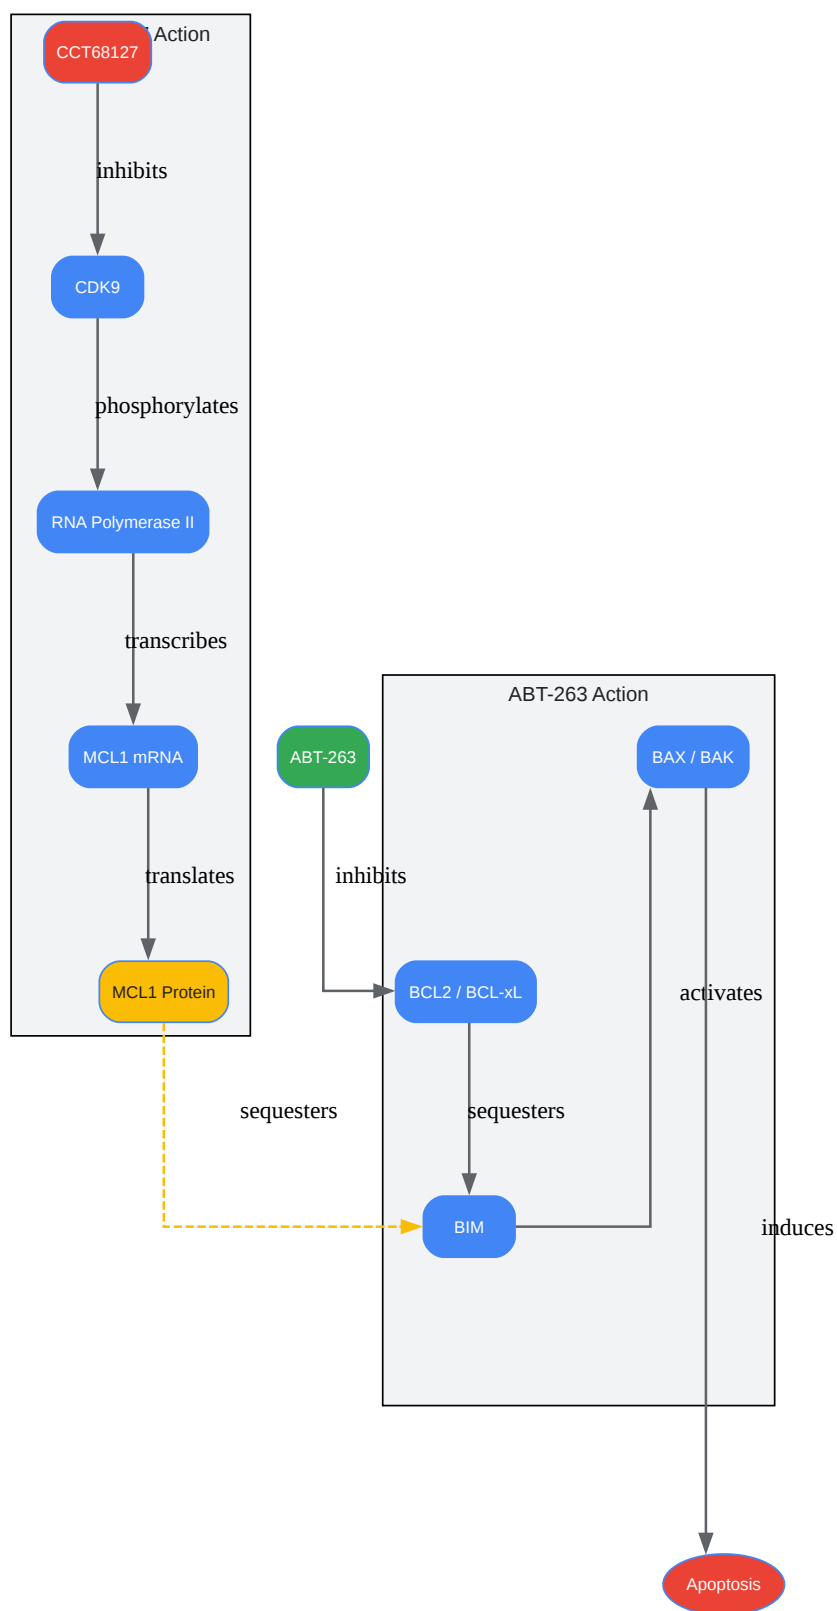 Action
CCT68127
inhibits
CDK9
phosphorylates
RNA Polymerase II
transcribes
ABT-263 Action
MCL1 mRNA
ABT-263
BAX / BAK
translates
inhibits
MCL1 Protein
BCL2 / BCL-xL
activates
sequesters
sequesters
BIM
induces
Apoptosis